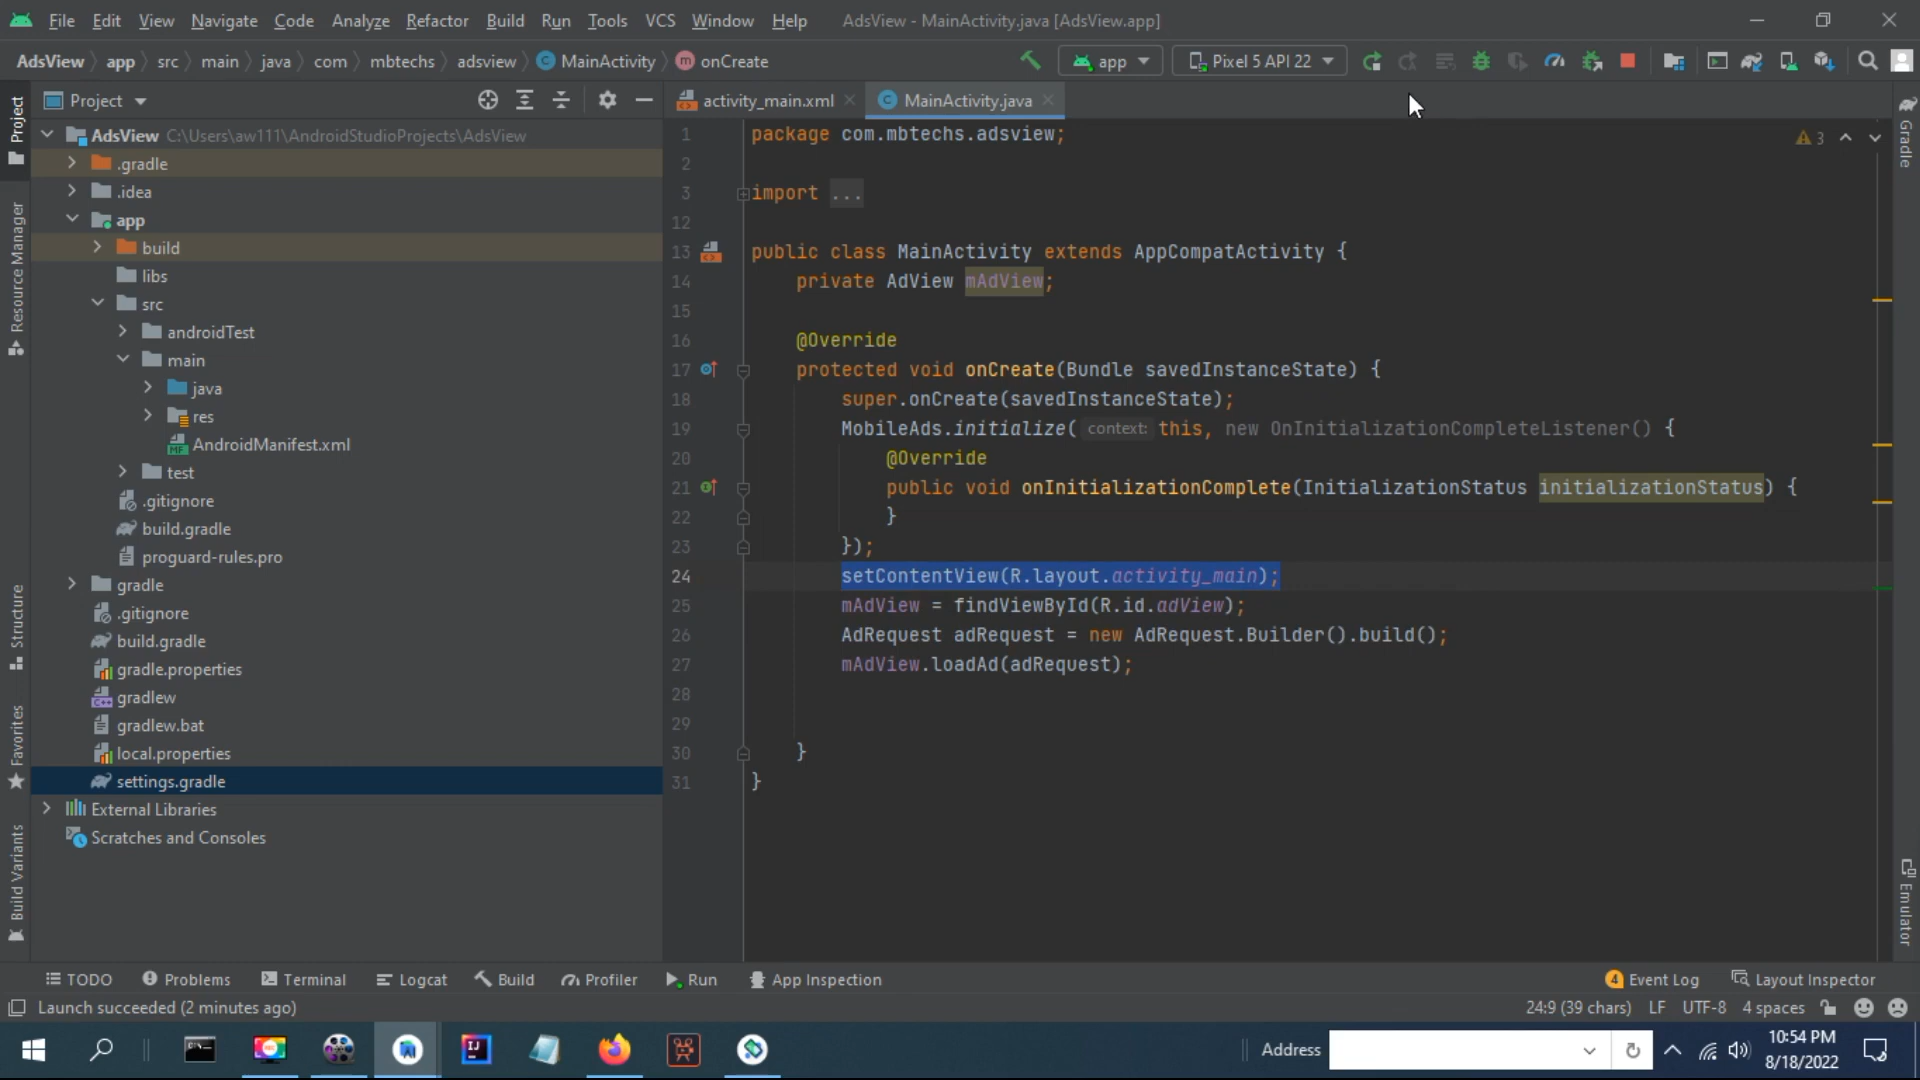 File Edit View Navigate Code Analyze Refactor Build Run Tools VCS Window Help AdsView - MainActivity.java [AdsView.app]
AdsView app src main java com mbtechs adsview MainActivity onCreate app Pixel 5 API 22
Project activity_main.xml MainActivity.java
AdsView C:\Users\aw111\AndroidStudioProjects\AdsView
.gradle
.idea
app
build
libs
src
androidTest
main
java
res
AndroidManifest.xml
test
.gitignore
build.gradle
proguard-rules.pro
gradle
.gitignore
build.gradle
gradle.properties
gradlew
gradlew.bat
local.properties
settings.gradle
External Libraries
Scratches and Consoles
Project
Resource Manager
Structure
Favorites
Build Variants
1 package com.mbtechs.adsview;
2
3 import ...
12
13 public class MainActivity extends AppCompatActivity {
14 private AdView mAdView;
15
16 @Override
17 protected void onCreate(Bundle savedInstanceState) {
18 super.onCreate(savedInstanceState);
19 MobileAds.initialize( context: this, new OnInitializationCompleteListener() {
20 @Override
21 public void onInitializationComplete(InitializationStatus initializationStatus) {
22 }
23 });
24 setContentView(R.layout.activity_main);
25 mAdView = findViewById(R.id.adView);
26 AdRequest adRequest = new AdRequest.Builder().build();
27 mAdView.loadAd(adRequest);
28
29
30 }
31 }
3
Gradle
Emulator
TODO Problems Terminal Logcat Build Profiler Run App Inspection 4 Event Log Layout Inspector
Launch succeeded (2 minutes ago) 24:9 (39 chars) LF UTF-8 4 spaces
Address 10:54 PM
8/18/2022